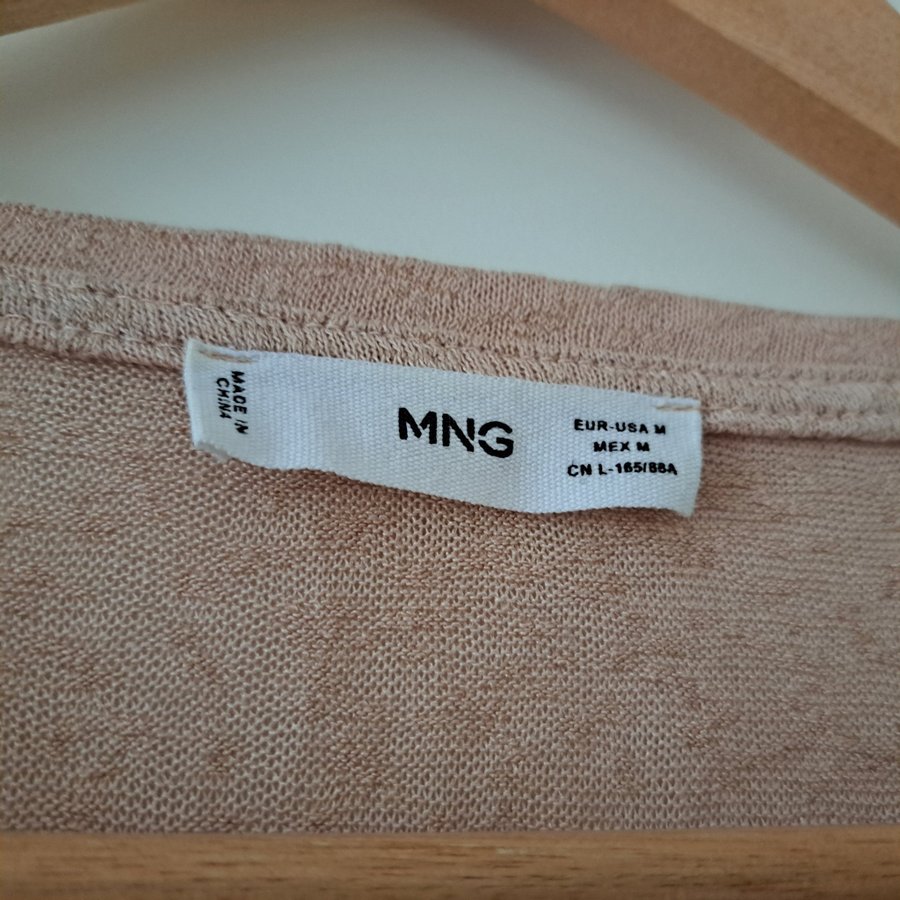 MADE IN
CHINA
MNG
EUR-USA M
MEX M
CN L-165/88A